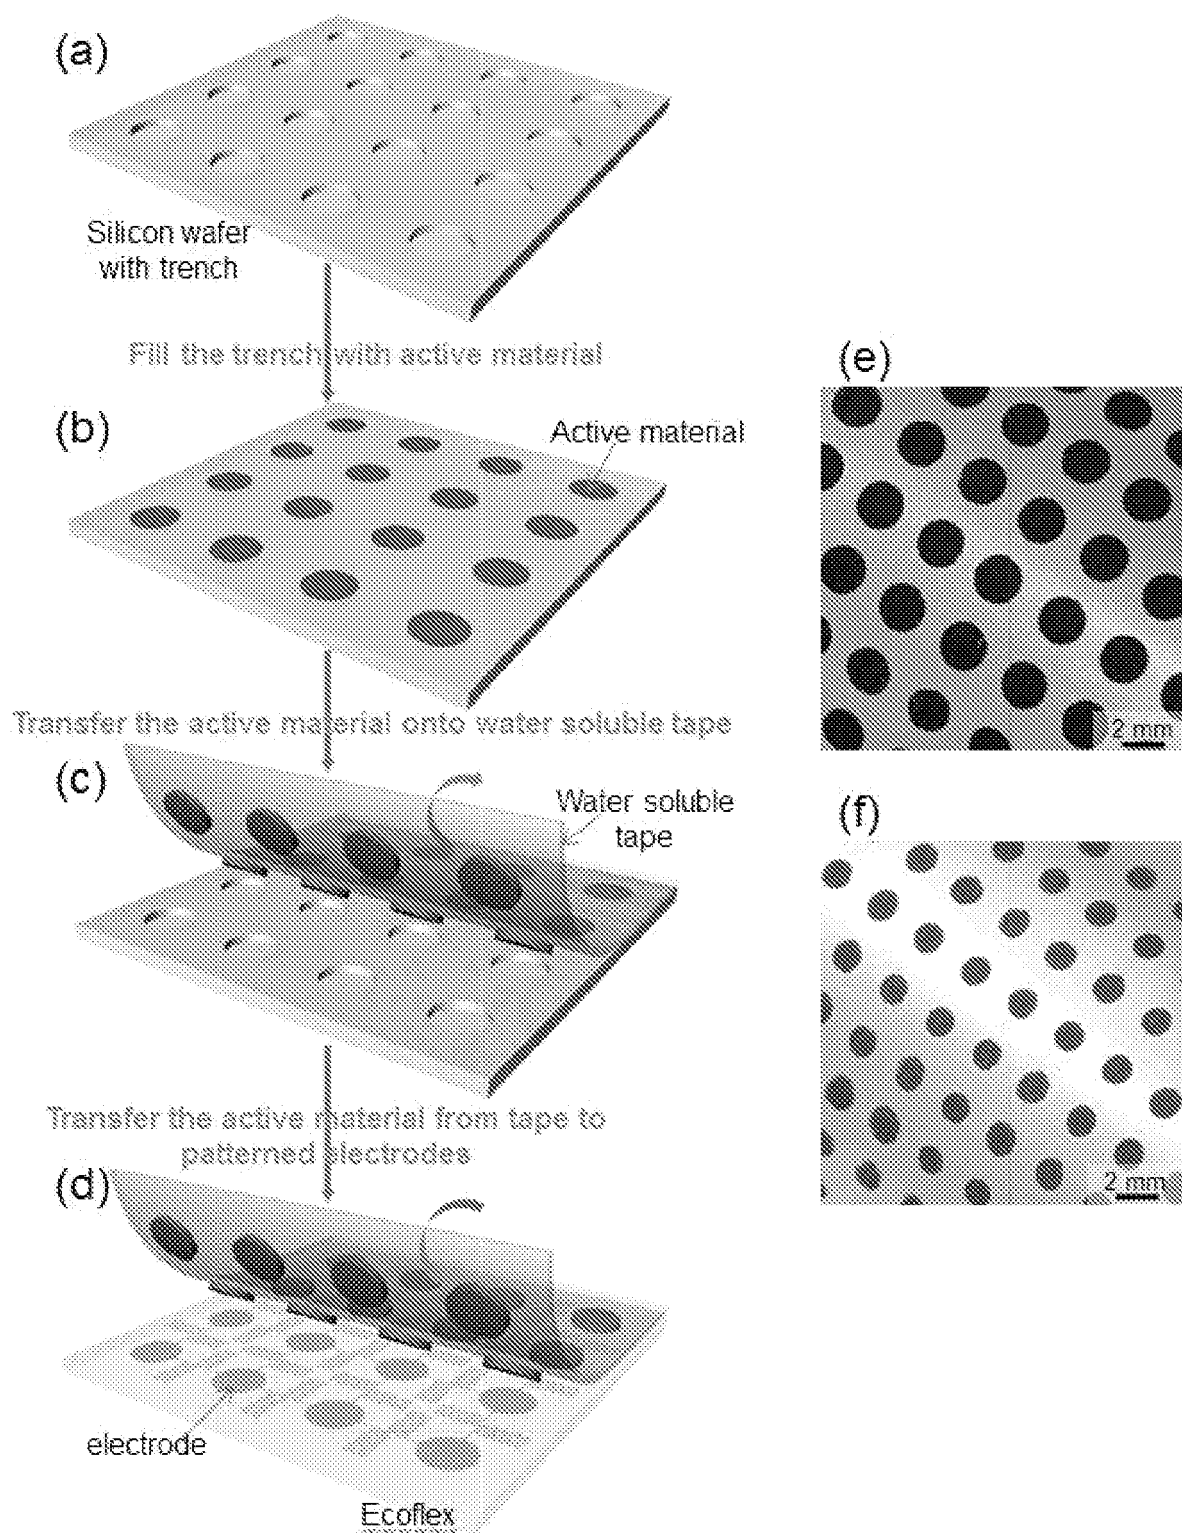 (a)
Silicon wafer
with trench
Fill the trench with active material
(b)
Active material
Transfer the active material onto water soluble tape
(c)
Water soluble
tape
Transfer the active material from tape to
patterned electrodes
(d)
electrode
Ecoflex
(e)
2 mm
(f)
2 mm